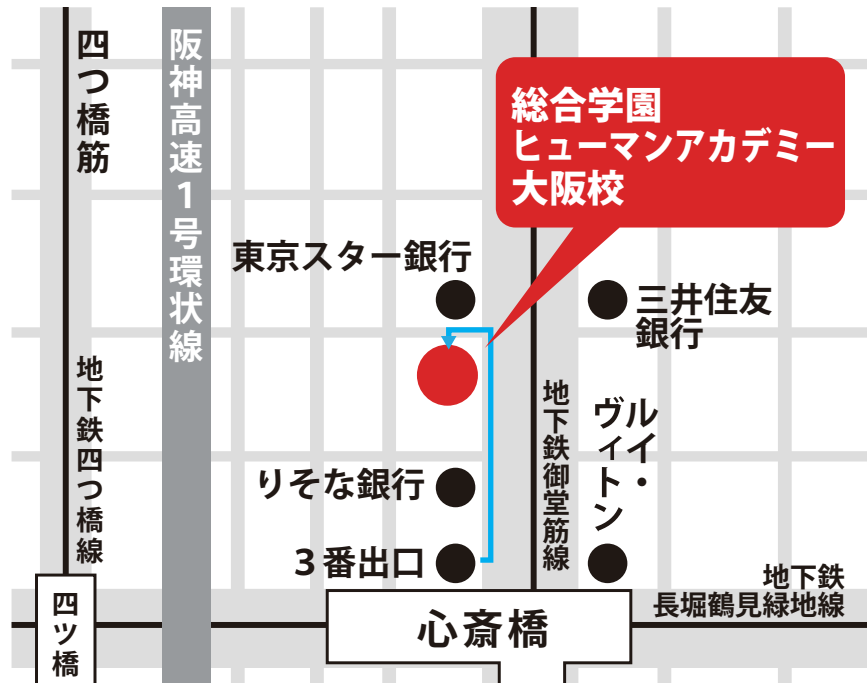 四つ橋筋
阪神高速1号環状線
総合学園
ヒューマンアカデミー
大阪校
東京スター銀行
三井住友
銀行
地下鉄四つ橋線
地下鉄御堂筋線
ルイ・
ヴィトン
りそな銀行
3番出口
地下鉄
長堀鶴見緑地線
四ツ橋
心斎橋